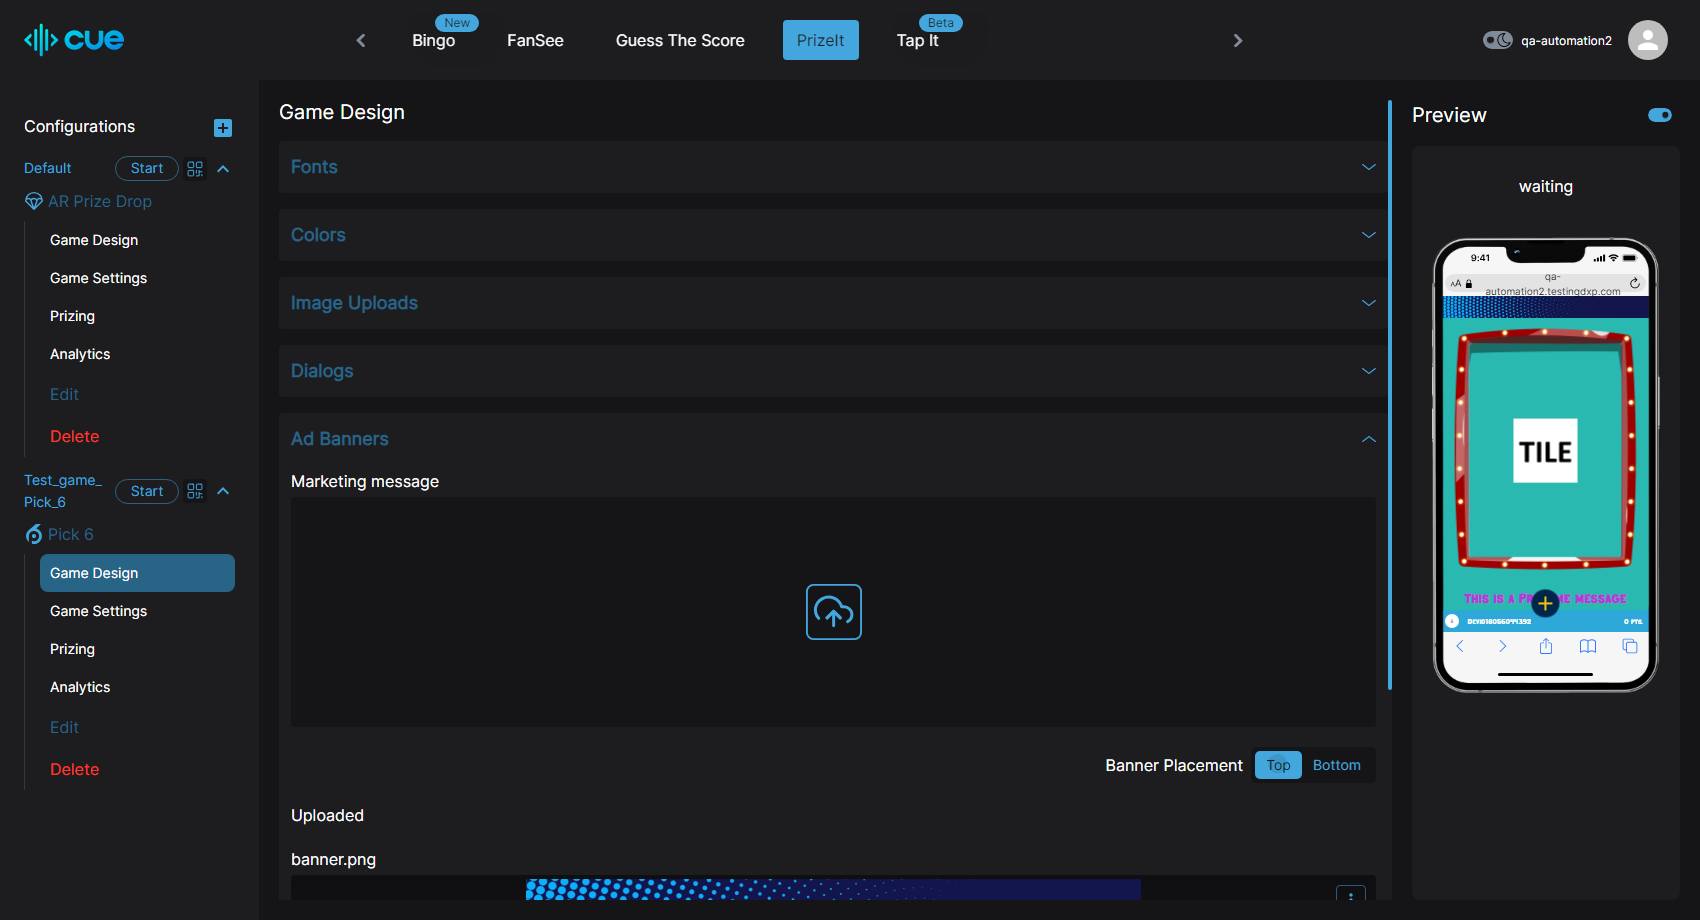 cue
New
Bingo
FanSee
Guess The Score
PrizeIt
Beta
Tap It
qa-automation2
Configurations
Default
Start
AR Prize Drop
Game Design
Game Settings
Prizing
Analytics
Edit
Delete
Test_game_
Pick_6
Start
Pick 6
Game Design
Game Settings
Prizing
Analytics
Edit
Delete
Game Design
Fonts
Colors
Image Uploads
Dialogs
Ad Banners
Marketing message
Banner Placement
Top
Bottom
Uploaded
banner.png
Preview
waiting
9:41
AA
qa-
automation2.testingdxp.com
TILE
THIS IS A ME MESSAGE
0 PTS.